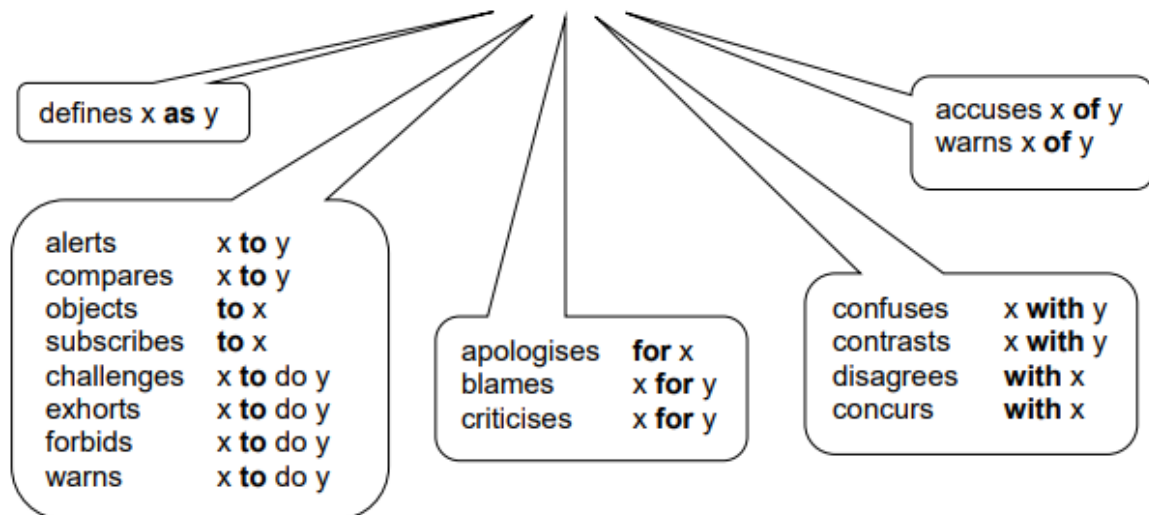 defines x as y
accuses x of y
warns x of y
alerts x to y
compares x to y
objects to x
subscribes to x
challenges x to do y
exhorts x to do y
forbids x to do y
warns x to do y
apologises for x
blames x for y
criticises x for y
confuses x with y
contrasts x with y
disagrees with x
concurs with x